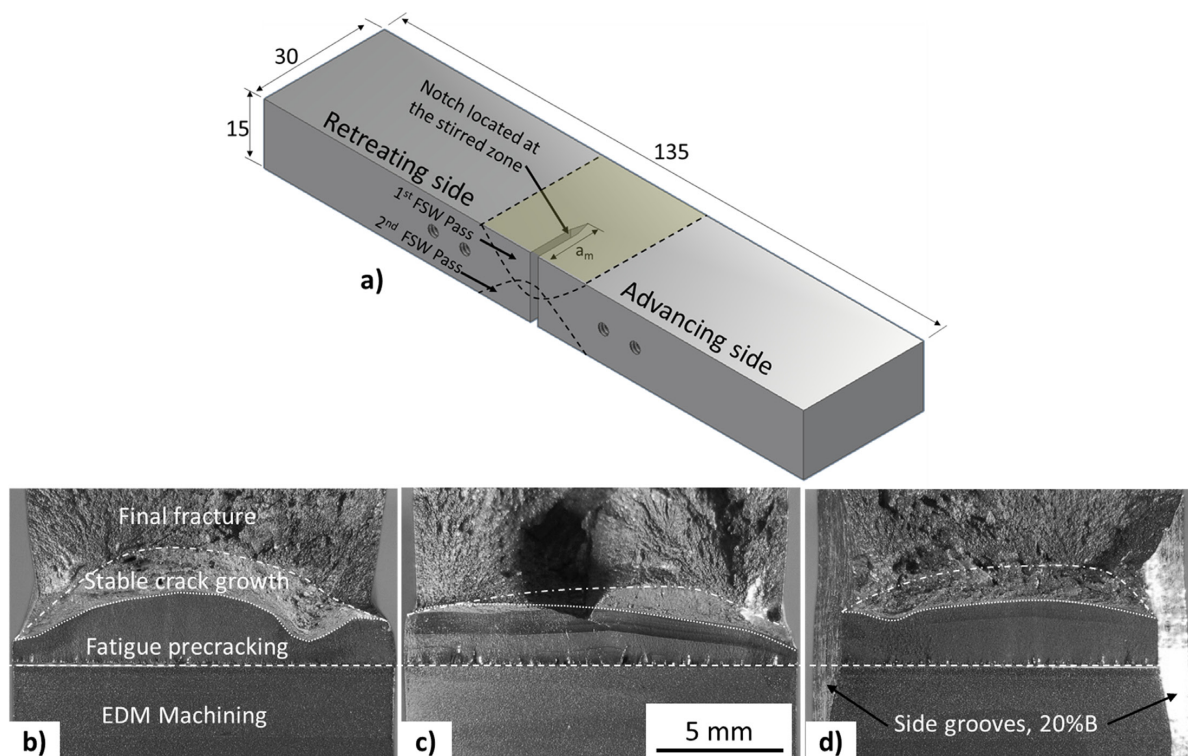 30
15
135
Notch located at
the stirred zone
Retreating side
1st FSW Pass
2nd FSW Pass
am
a)
Advancing side
Final fracture
Stable crack growth
Fatigue precracking
EDM Machining
b)
c)
5 mm
d)
Side grooves, 20%B